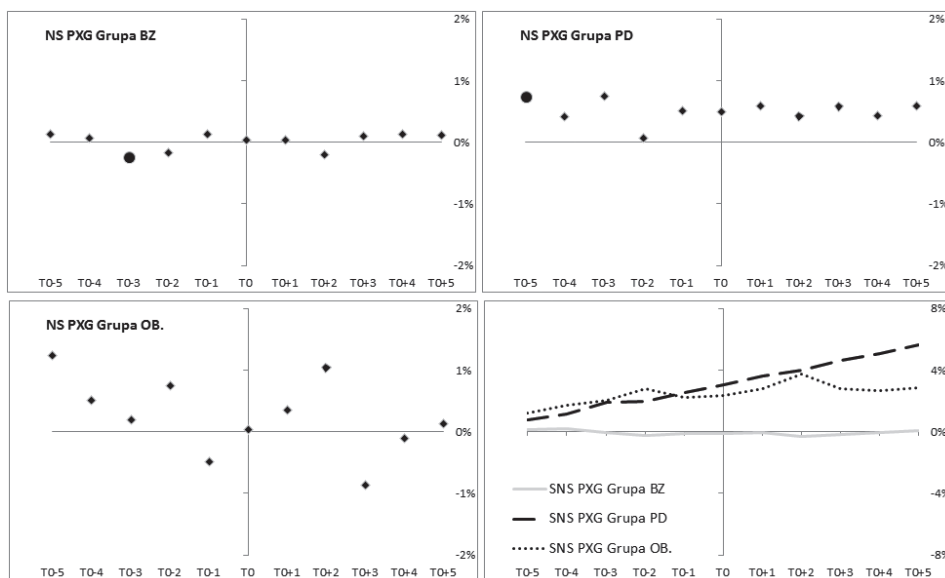 NS PXG Grupa BZ
2%
1%
0%
-1%
-2%
T0-5 T0-4 T0-3 T0-2 T0-1 T0 T0+1 T0+2 T0+3 T0+4 T0+5
NS PXG Grupa PD
2%
1%
0%
-1%
-2%
T0-5 T0-4 T0-3 T0-2 T0-1 T0 T0+1 T0+2 T0+3 T0+4 T0+5
NS PXG Grupa OB.
2%
1%
0%
-1%
-2%
T0-5 T0-4 T0-3 T0-2 T0-1 T0 T0+1 T0+2 T0+3 T0+4 T0+5
8%
4%
0%
-4%
-8%
SNS PXG Grupa BZ
SNS PXG Grupa PD
SNS PXG Grupa OB.
T0-5 T0-4 T0-3 T0-2 T0-1 T0 T0+1 T0+2 T0+3 T0+4 T0+5